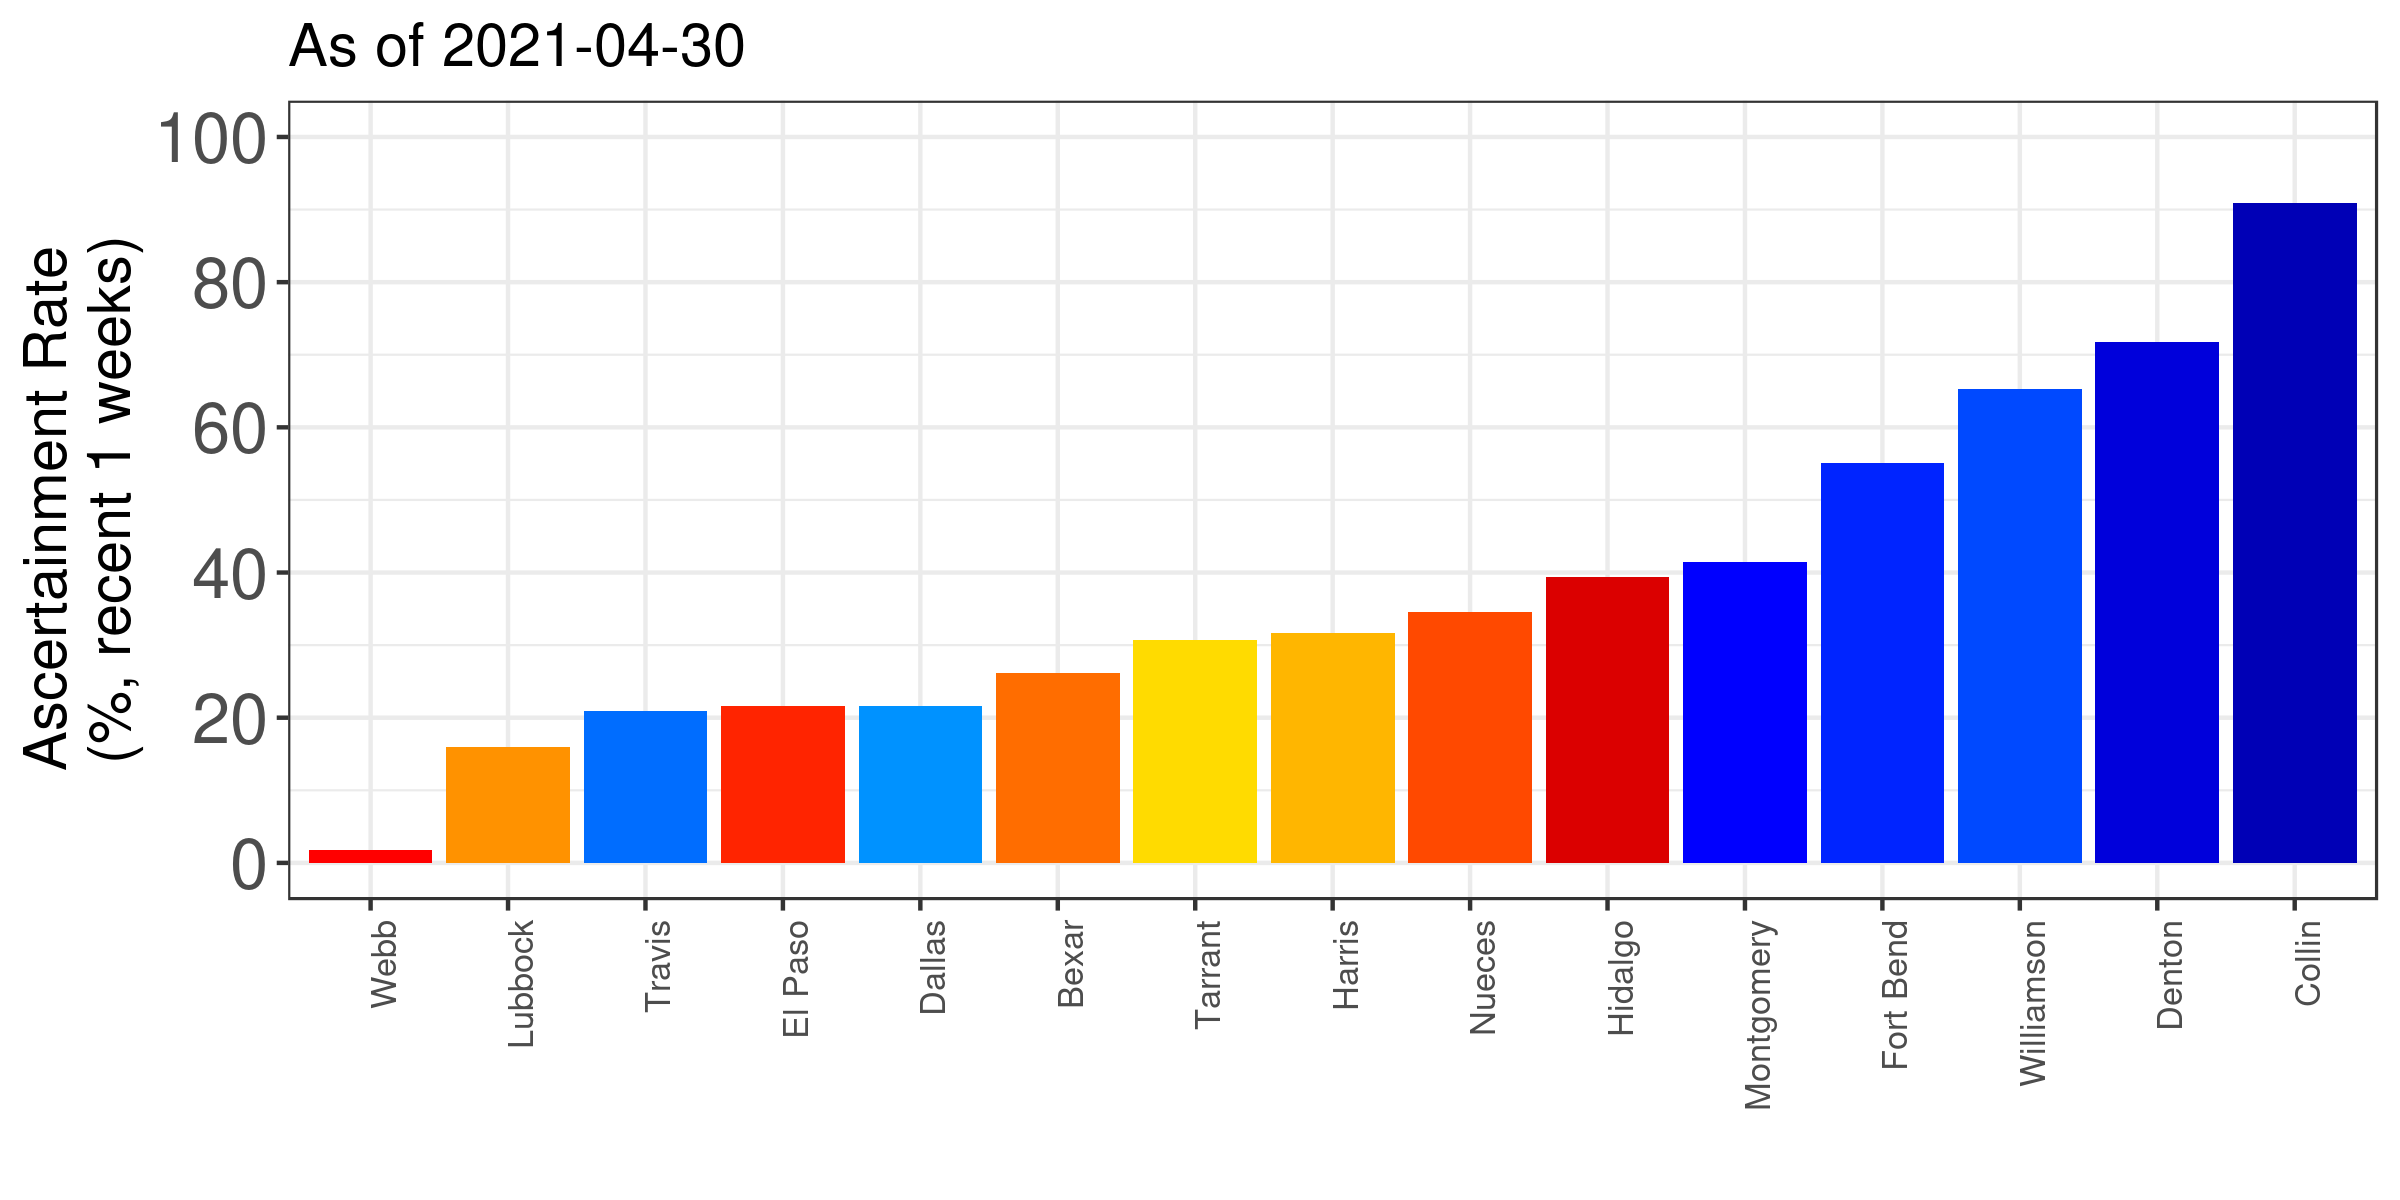 As of 2021-04-30
Ascertainment Rate
(%, recent 1 weeks)
100
80
60
40
20
0
Webb
Lubbock
Travis
El Paso
Dallas
Bexar
Tarrant
Harris
Nueces
Hidalgo
Montgomery
Fort Bend
Williamson
Denton
Collin